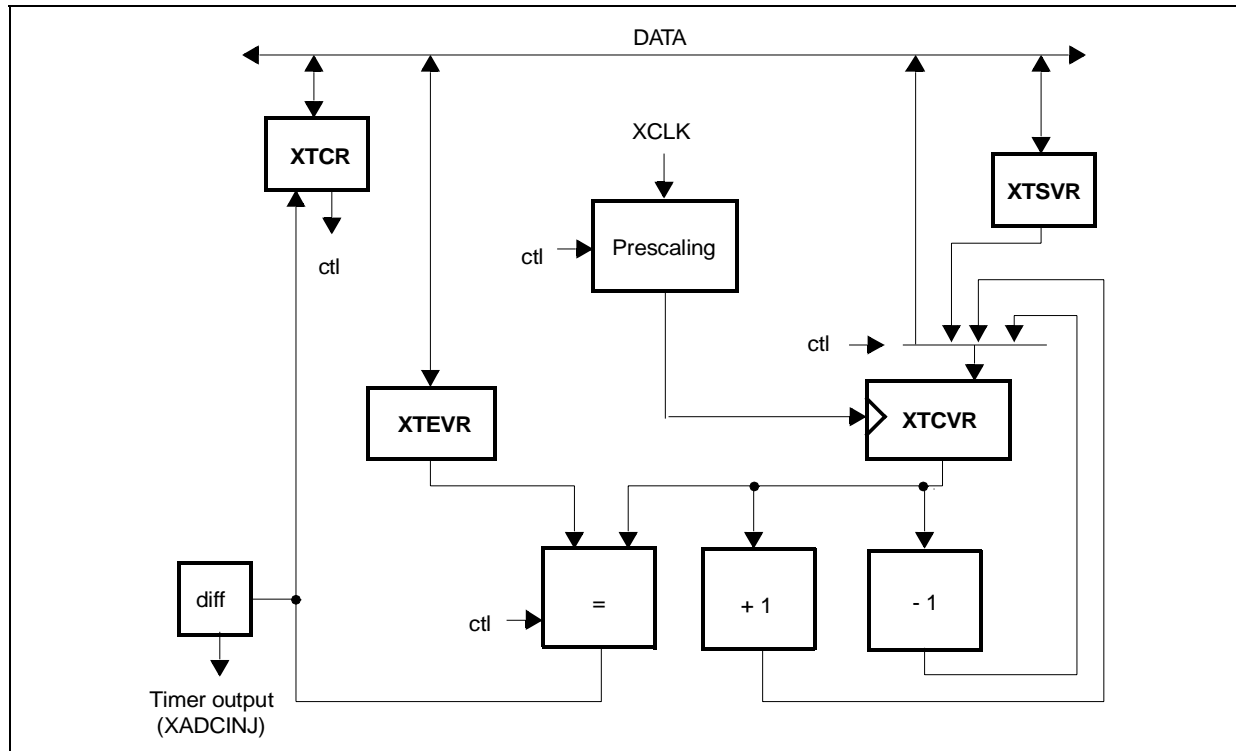 DATA
XCLK
XTCR
XTSVR
Prescaling
ctl
ctl
ctl
XTEVR
XTCVR
diff
=
+ 1
- 1
ctl
Timer output
(XADCINJ)